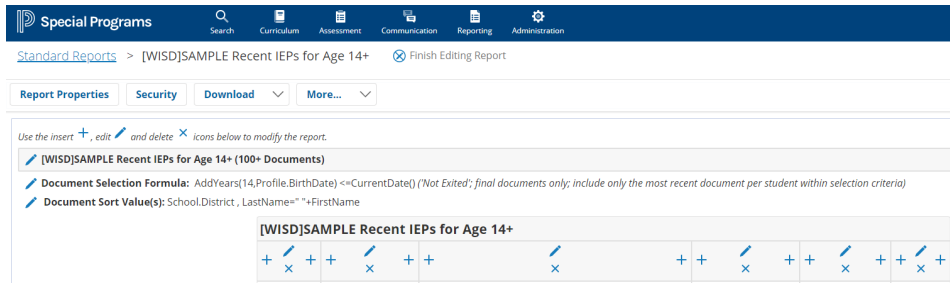 Special Programs
Search Curriculum Assessment Communication Reporting Administration
Standard Reports > [WISD]SAMPLE Recent IEPs for Age 14+ Finish Editing Report
Report Properties Security Download More...
Use the insert + , edit and delete × icons below to modify the report.
[WISD]SAMPLE Recent IEPs for Age 14+ (100+ Documents)
Document Selection Formula: AddYears(14,Profile.BirthDate) <=CurrentDate() ('Not Exited'; final documents only; include only the most recent document per student within selection criteria)
Document Sort Value(s): School.District , LastName=" "+FirstName
[WISD]SAMPLE Recent IEPs for Age 14+